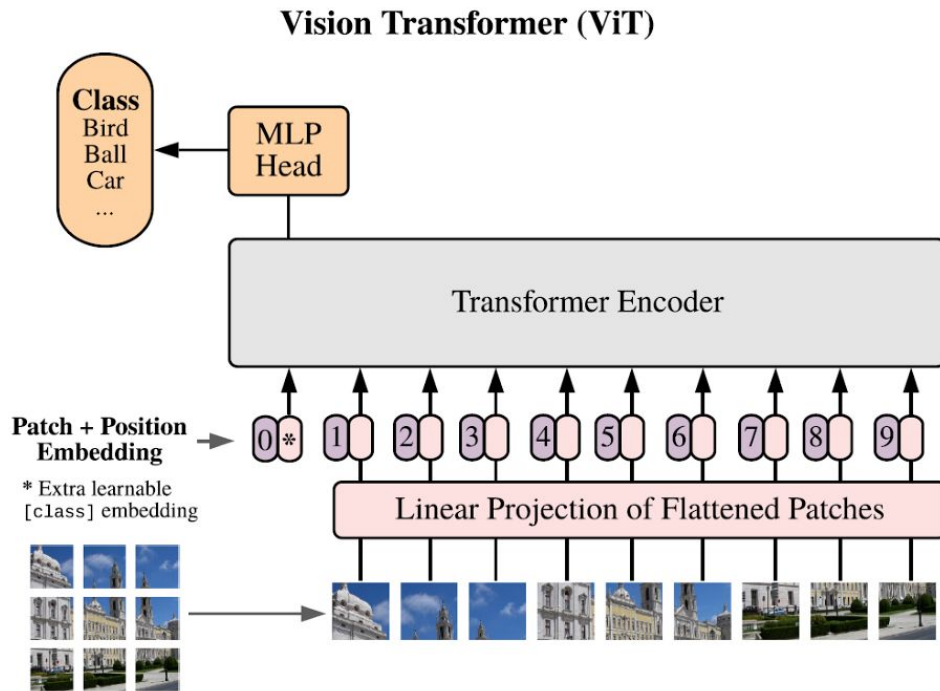 Vision Transformer (ViT)
Class
Bird
Ball
Car
...
MLP
Head
Transformer Encoder
Patch + Position
Embedding
0 * 1 2 3 4 5 6 7 8 9
* Extra learnable
[class] embedding
Linear Projection of Flattened Patches